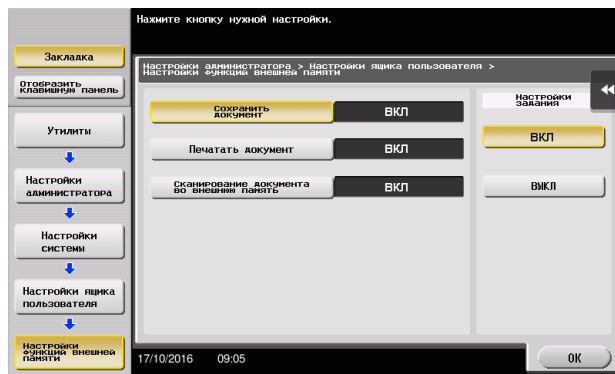 Нажмите кнопку нужной настройки.
Закладка
Отобразить
клавишную панель
Утилиты
Настройки
администратора
Настройки
системы
Настройки ящика
пользователя
Настройки
функций внешней
памяти
Настройки администратора > Настройки ящика пользователя >
Настройки функций внешней памяти
Сохранить
документ
ВКЛ
Печатать документ
ВКЛ
Сканирование документа
во внешнюю память
ВКЛ
Настройки
задания
ВКЛ
ВЫКЛ
17/10/2016 09:05
ОК